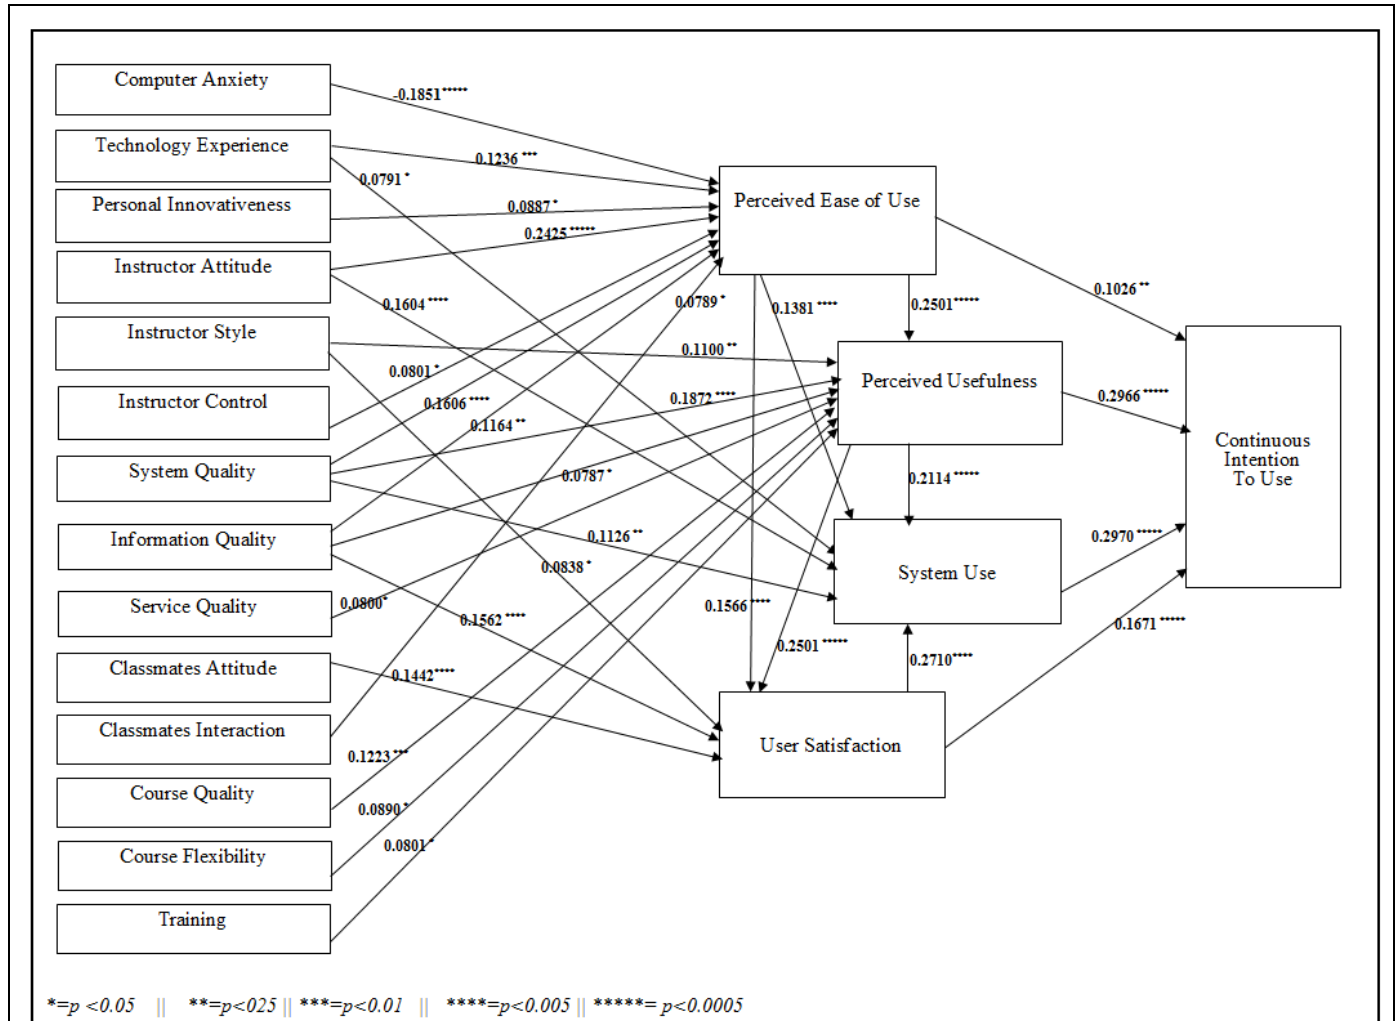 Computer Anxiety
-0.1851*****
Technology Experience
0.1236 ***
0.0791 *
Personal Innovativeness
0.0887 *
Perceived Ease of Use
0.2425 *****
Instructor Attitude
0.1604 ****
0.0789 *
0.1381 ****
0.2501*****
0.1026 **
Instructor Style
0.1100 **
0.0801 *
Perceived Usefulness
Instructor Control
0.1606 ****
0.1872 ****
0.2966 *****
0.1164 **
System Quality
0.0787 *
0.2114 *****
Continuous
Intention
To Use
Information Quality
0.1126 **
0.2970 *****
0.0838 *
System Use
Service Quality
0.0800*
0.1562 ****
0.1566 ****
0.1671 *****
0.2501 *****
0.2710****
Classmates Attitude
0.1442****
Classmates Interaction
User Satisfaction
0.1223 ***
Course Quality
0.0890 *
0.0801 *
Course Flexibility
Training
*=p <0.05 || **=p<025 || ***=p<0.01 || ****=p<0.005 || *****= p<0.0005